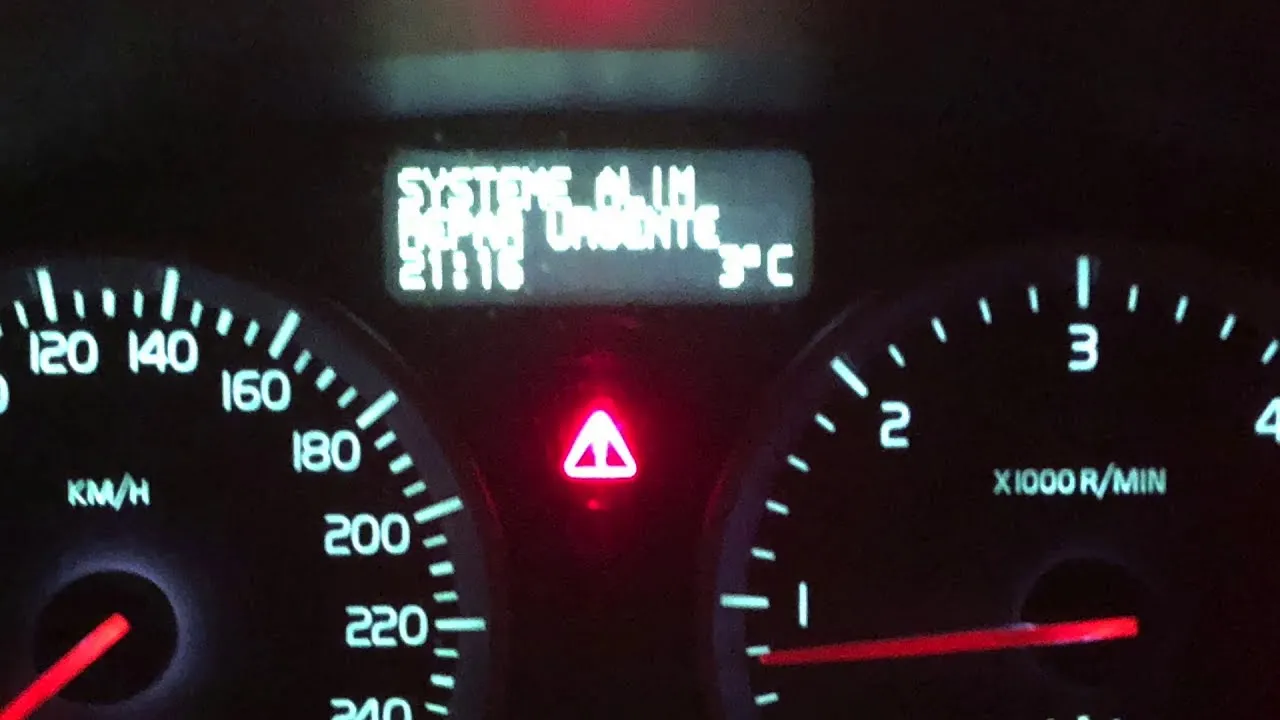 SYSTEME ALIM
REPAR URGENTE
21:16 3°C
120 140
160
180
200
220
240
KM/H
1
2
3
4
X1000 R/MIN